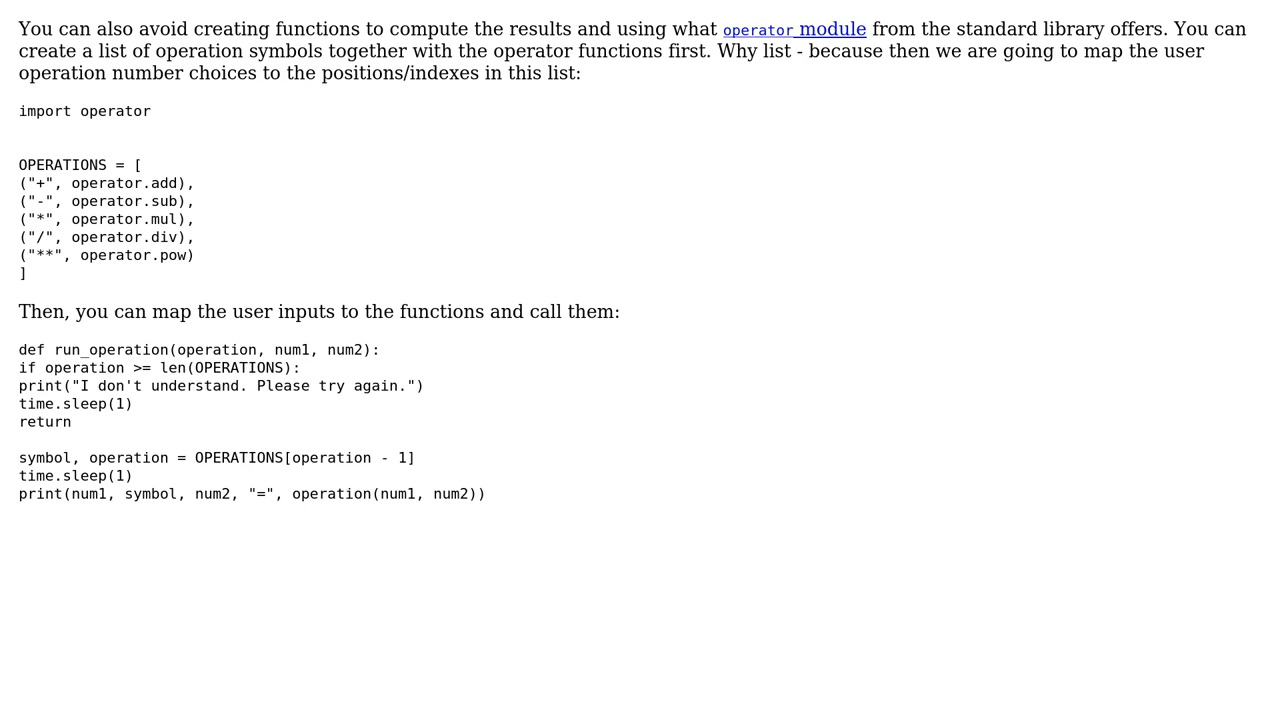 You can also avoid creating functions to compute the results and using what operator module from the standard library offers. You can
create a list of operation symbols together with the operator functions first. Why list - because then we are going to map the user
operation number choices to the positions/indexes in this list:
import operator
OPERATIONS = [
("+", operator.add),
("-", operator.sub),
("*", operator.mul),
("/", operator.div),
("**", operator.pow)
]
Then, you can map the user inputs to the functions and call them:
def run_operation(operation, num1, num2):
if operation >= len(OPERATIONS):
print("I don't understand. Please try again.")
time.sleep(1)
return
symbol, operation = OPERATIONS[operation - 1]
time.sleep(1)
print(num1, symbol, num2, "=", operation(num1, num2))